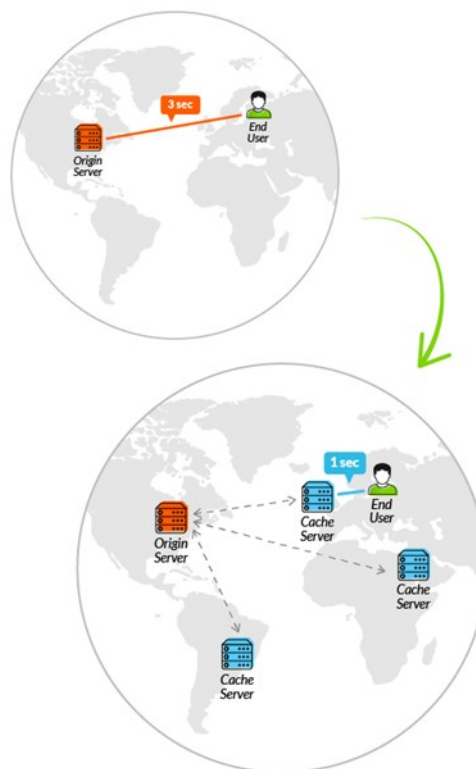 3 sec
End
User
Origin
Server
1 sec
Cache
Server
End
User
Origin
Server
Cache
Server
Cache
Server